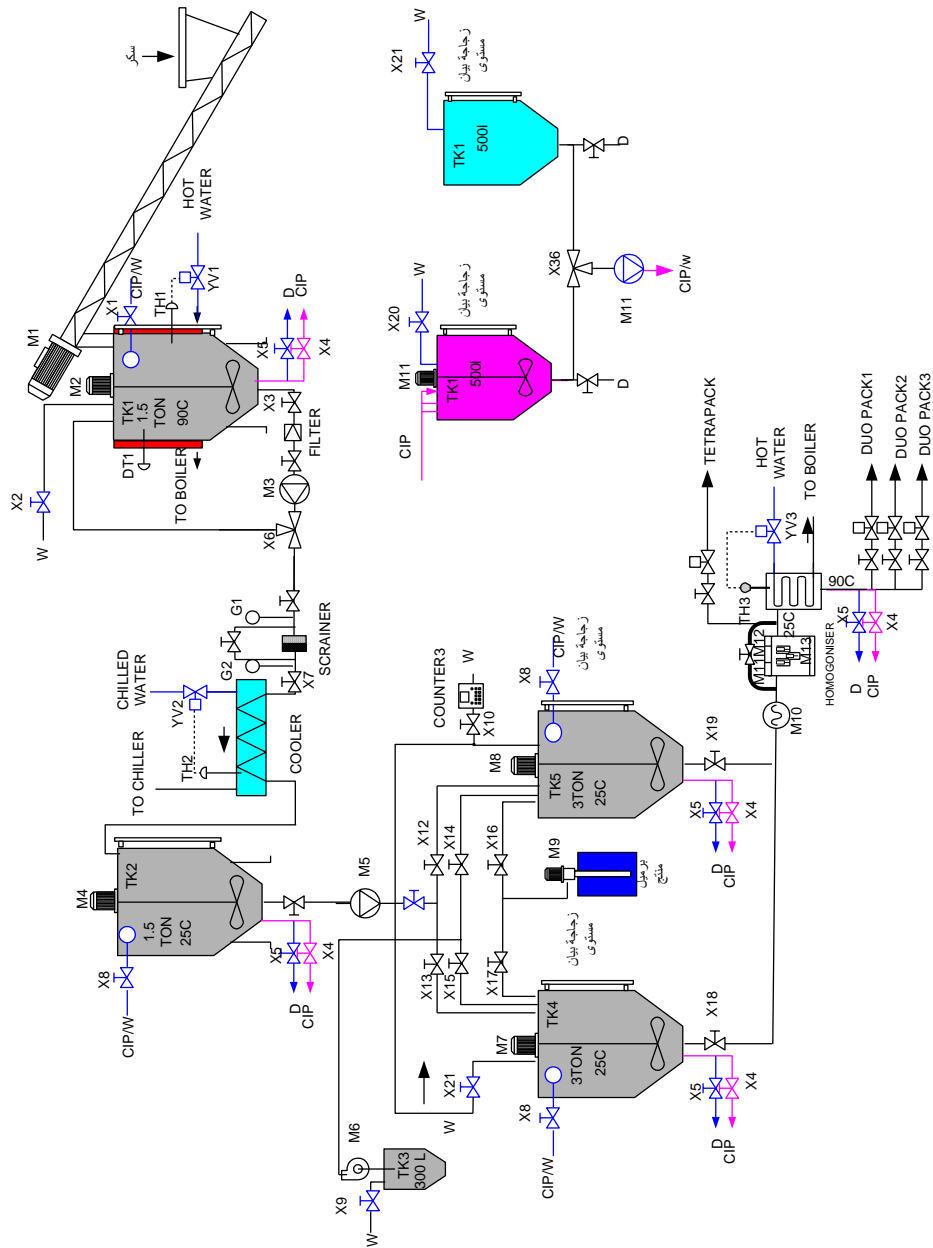 سكر
M1
HOT
WATER
X1
CIP/W
YV1
TH1
M2
TK1
1.5
TON
90C
DT1
X2
W
TO BOILER
X5
X4
D
CIP
X3
FILTER
M3
X6
G1
G2
SCRAINER
X7
CHILLED
WATER
YV2
TH2
COOLER
TO CHILLER
TK2
M4
1.5
TON
25C
X8
CIP/W
X5
X4
D
CIP
M5
W
X21
زجاجة بيان
مستوى
TK1
500l
D
W
X20
زجاجة بيان
مستوى
M11
TK1
500l
CIP
D
X36
M11
CIP/w
COUNTER3
W
X10
M8
TK5
3TON
25C
X8
CIP/W
زجاجة بيان
مستوى
X12
X14
X16
X13
X15
X17
M9
برميل
منتج
زجاجة بيان
مستوى
X19
X5
X4
D
CIP
M7
TK4
3TON
25C
X8
CIP/W
X21
W
X18
X5
X4
D
CIP
M6
TK3
300 L
X9
W
M10
HOMOGONISER
M11
M12
M13
25C
TH3
TETRAPACK
HOT
WATER
YV3
TO BOILER
90C
X5
X4
D
CIP
DUO PACK1
DUO PACK2
DUO PACK3